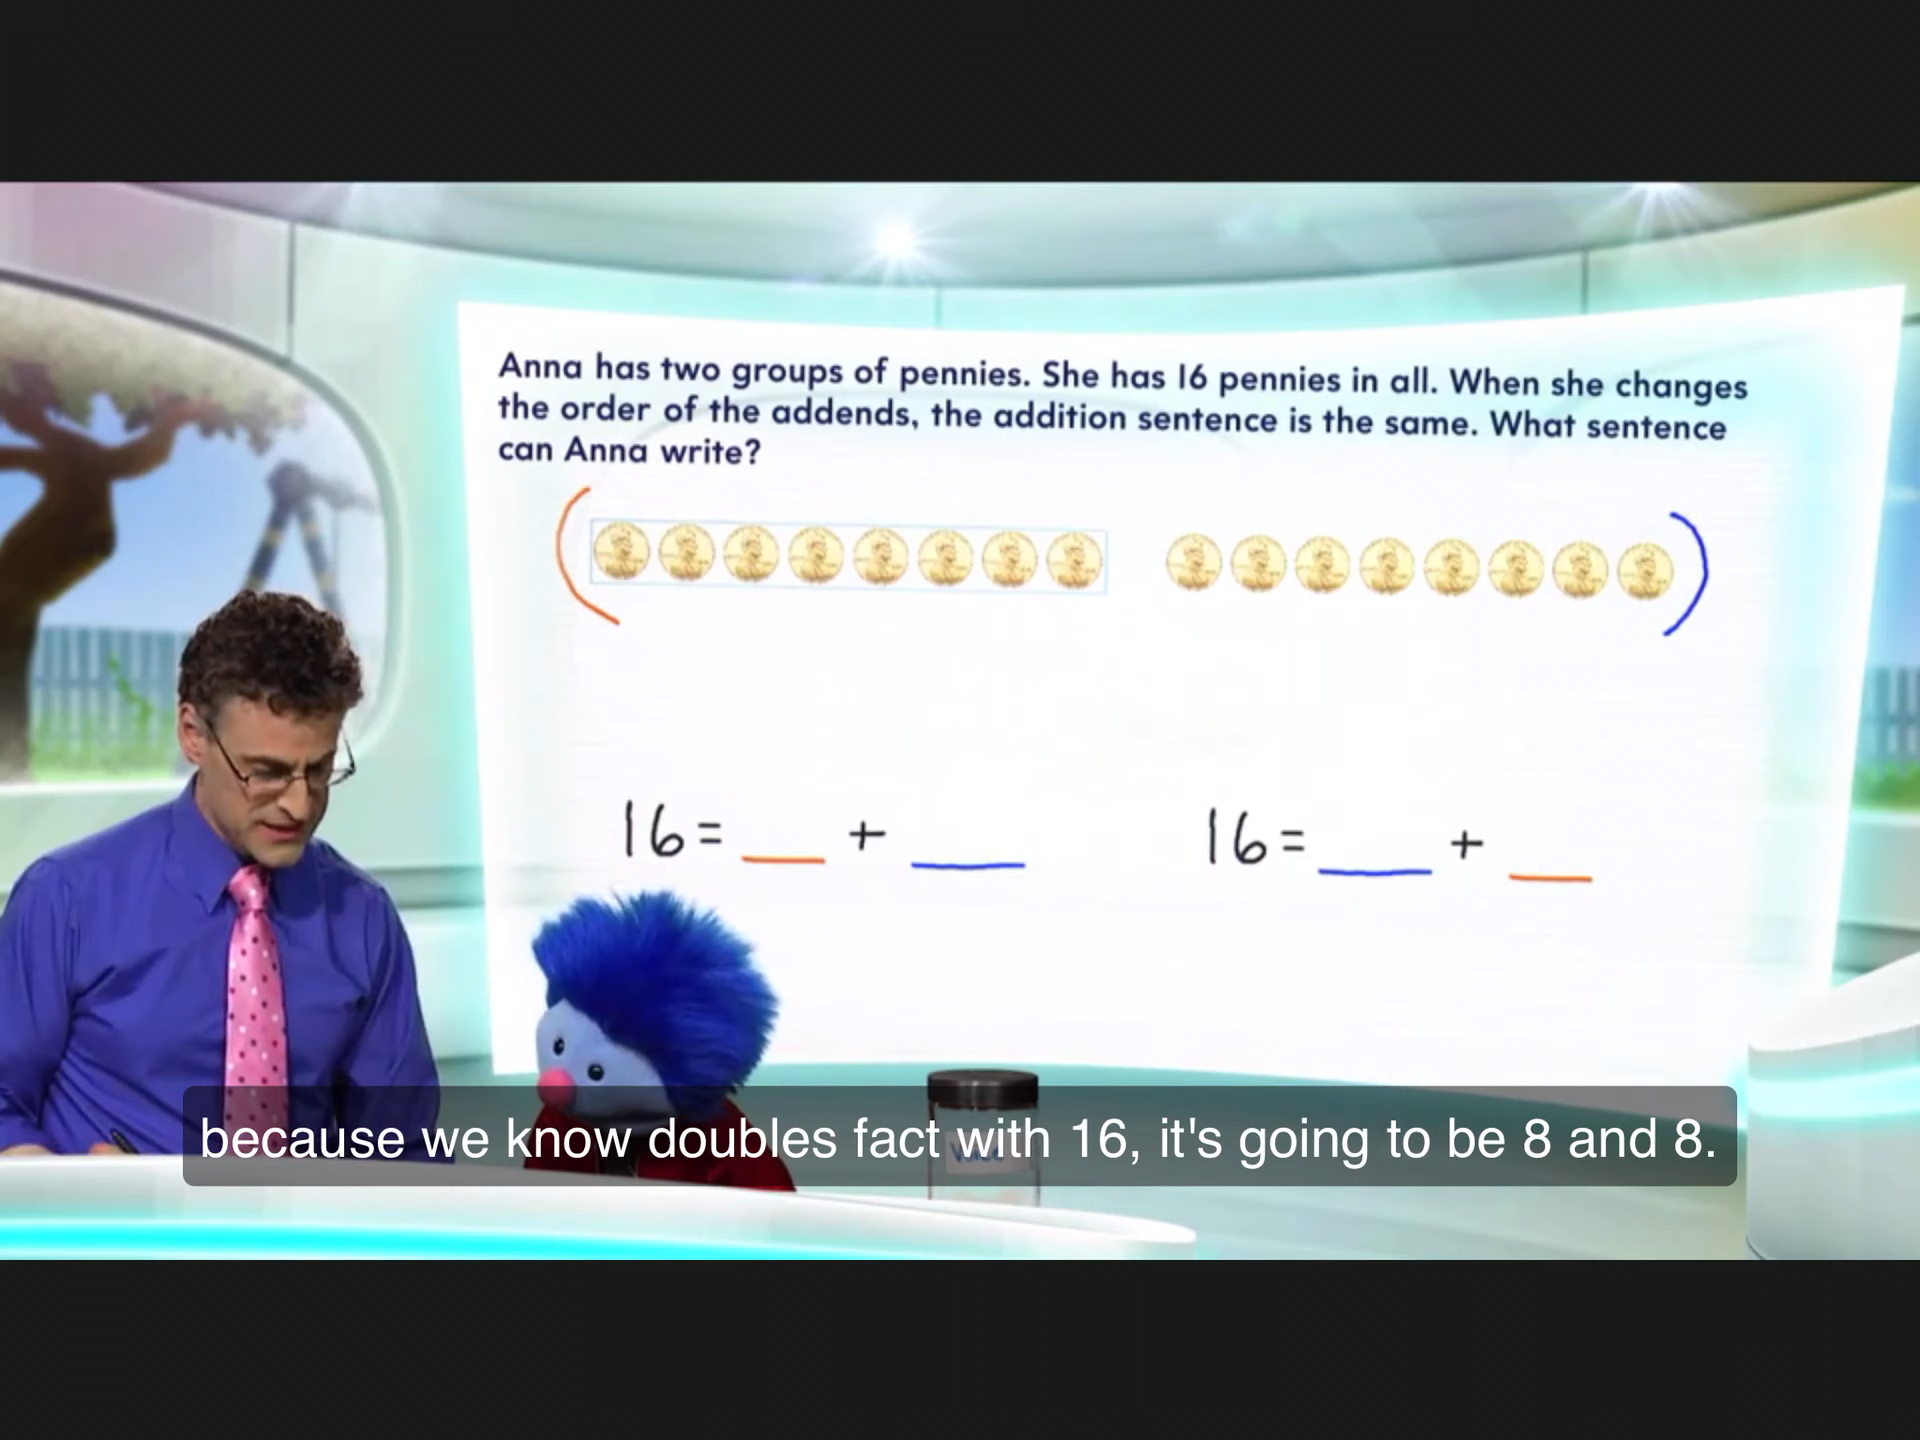 Anna has two groups of pennies. She has 16 pennies in all. When she changes
the order of the addends, the addition sentence is the same. What sentence
can Anna write?
16 = __ + __
16 = __ + __
because we know doubles fact with 16, it's going to be 8 and 8.